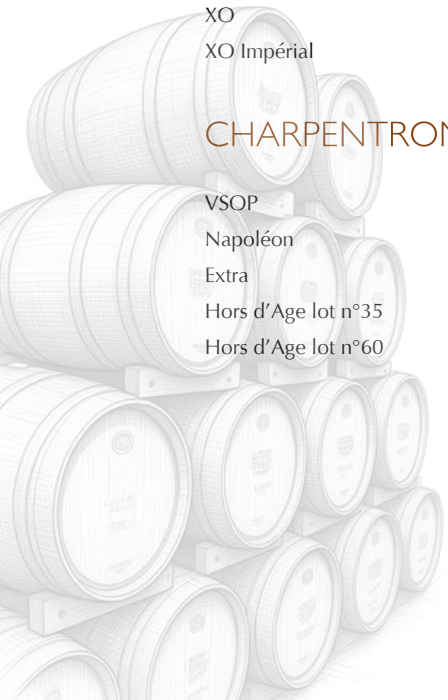 XO
XO Impérial
CHARPENTRON
VSOP
Napoléon
Extra
Hors d’Age lot n°35
Hors d’Age lot n°60